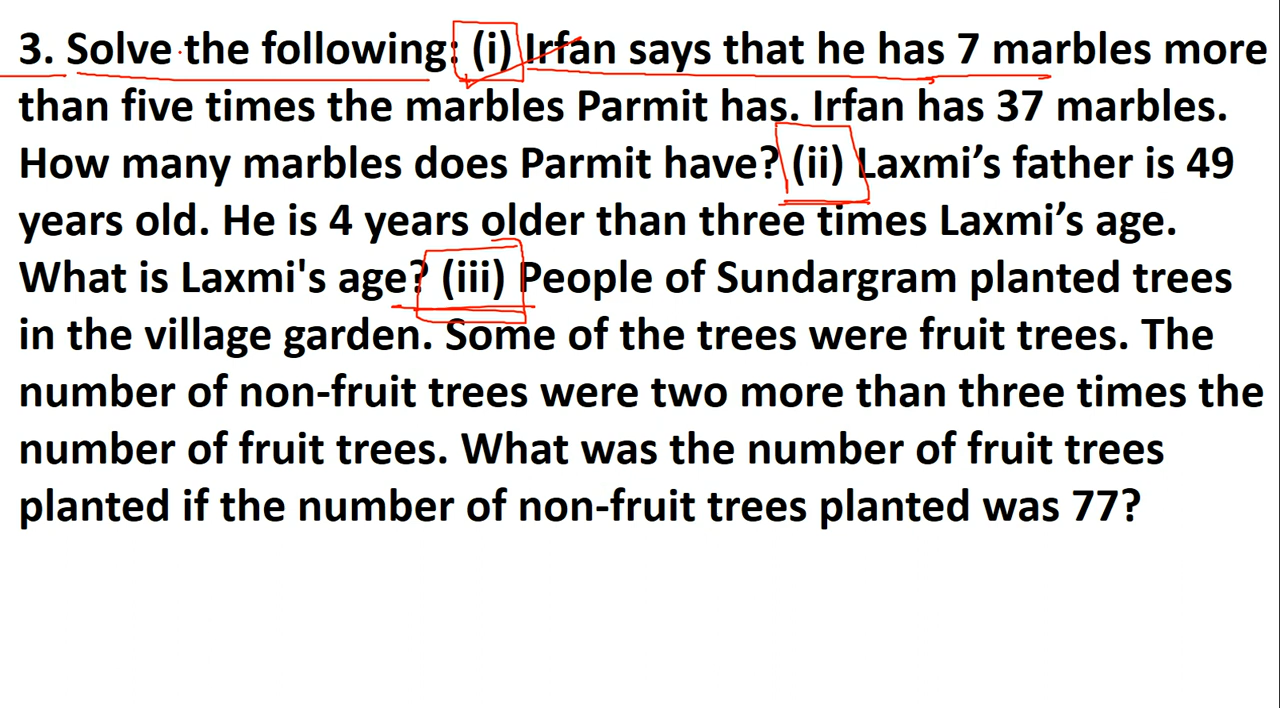 3. Solve the following: (i) Irfan says that he has 7 marbles more
than five times the marbles Parmit has. Irfan has 37 marbles.
How many marbles does Parmit have? (ii) Laxmi’s father is 49
years old. He is 4 years older than three times Laxmi’s age.
What is Laxmi's age? (iii) People of Sundargram planted trees
in the village garden. Some of the trees were fruit trees. The
number of non-fruit trees were two more than three times the
number of fruit trees. What was the number of fruit trees
planted if the number of non-fruit trees planted was 77?